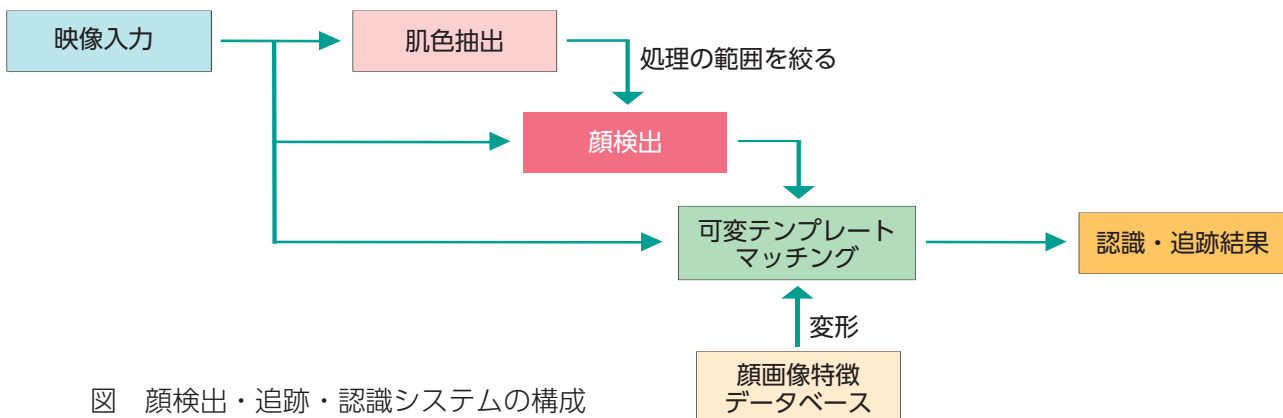 映像入力
肌色抽出
処理の範囲を絞る
顔検出
可変テンプレート
マッチング
認識・追跡結果
変形
顔画像特徴
データベース
図　顔検出・追跡・認識システムの構成